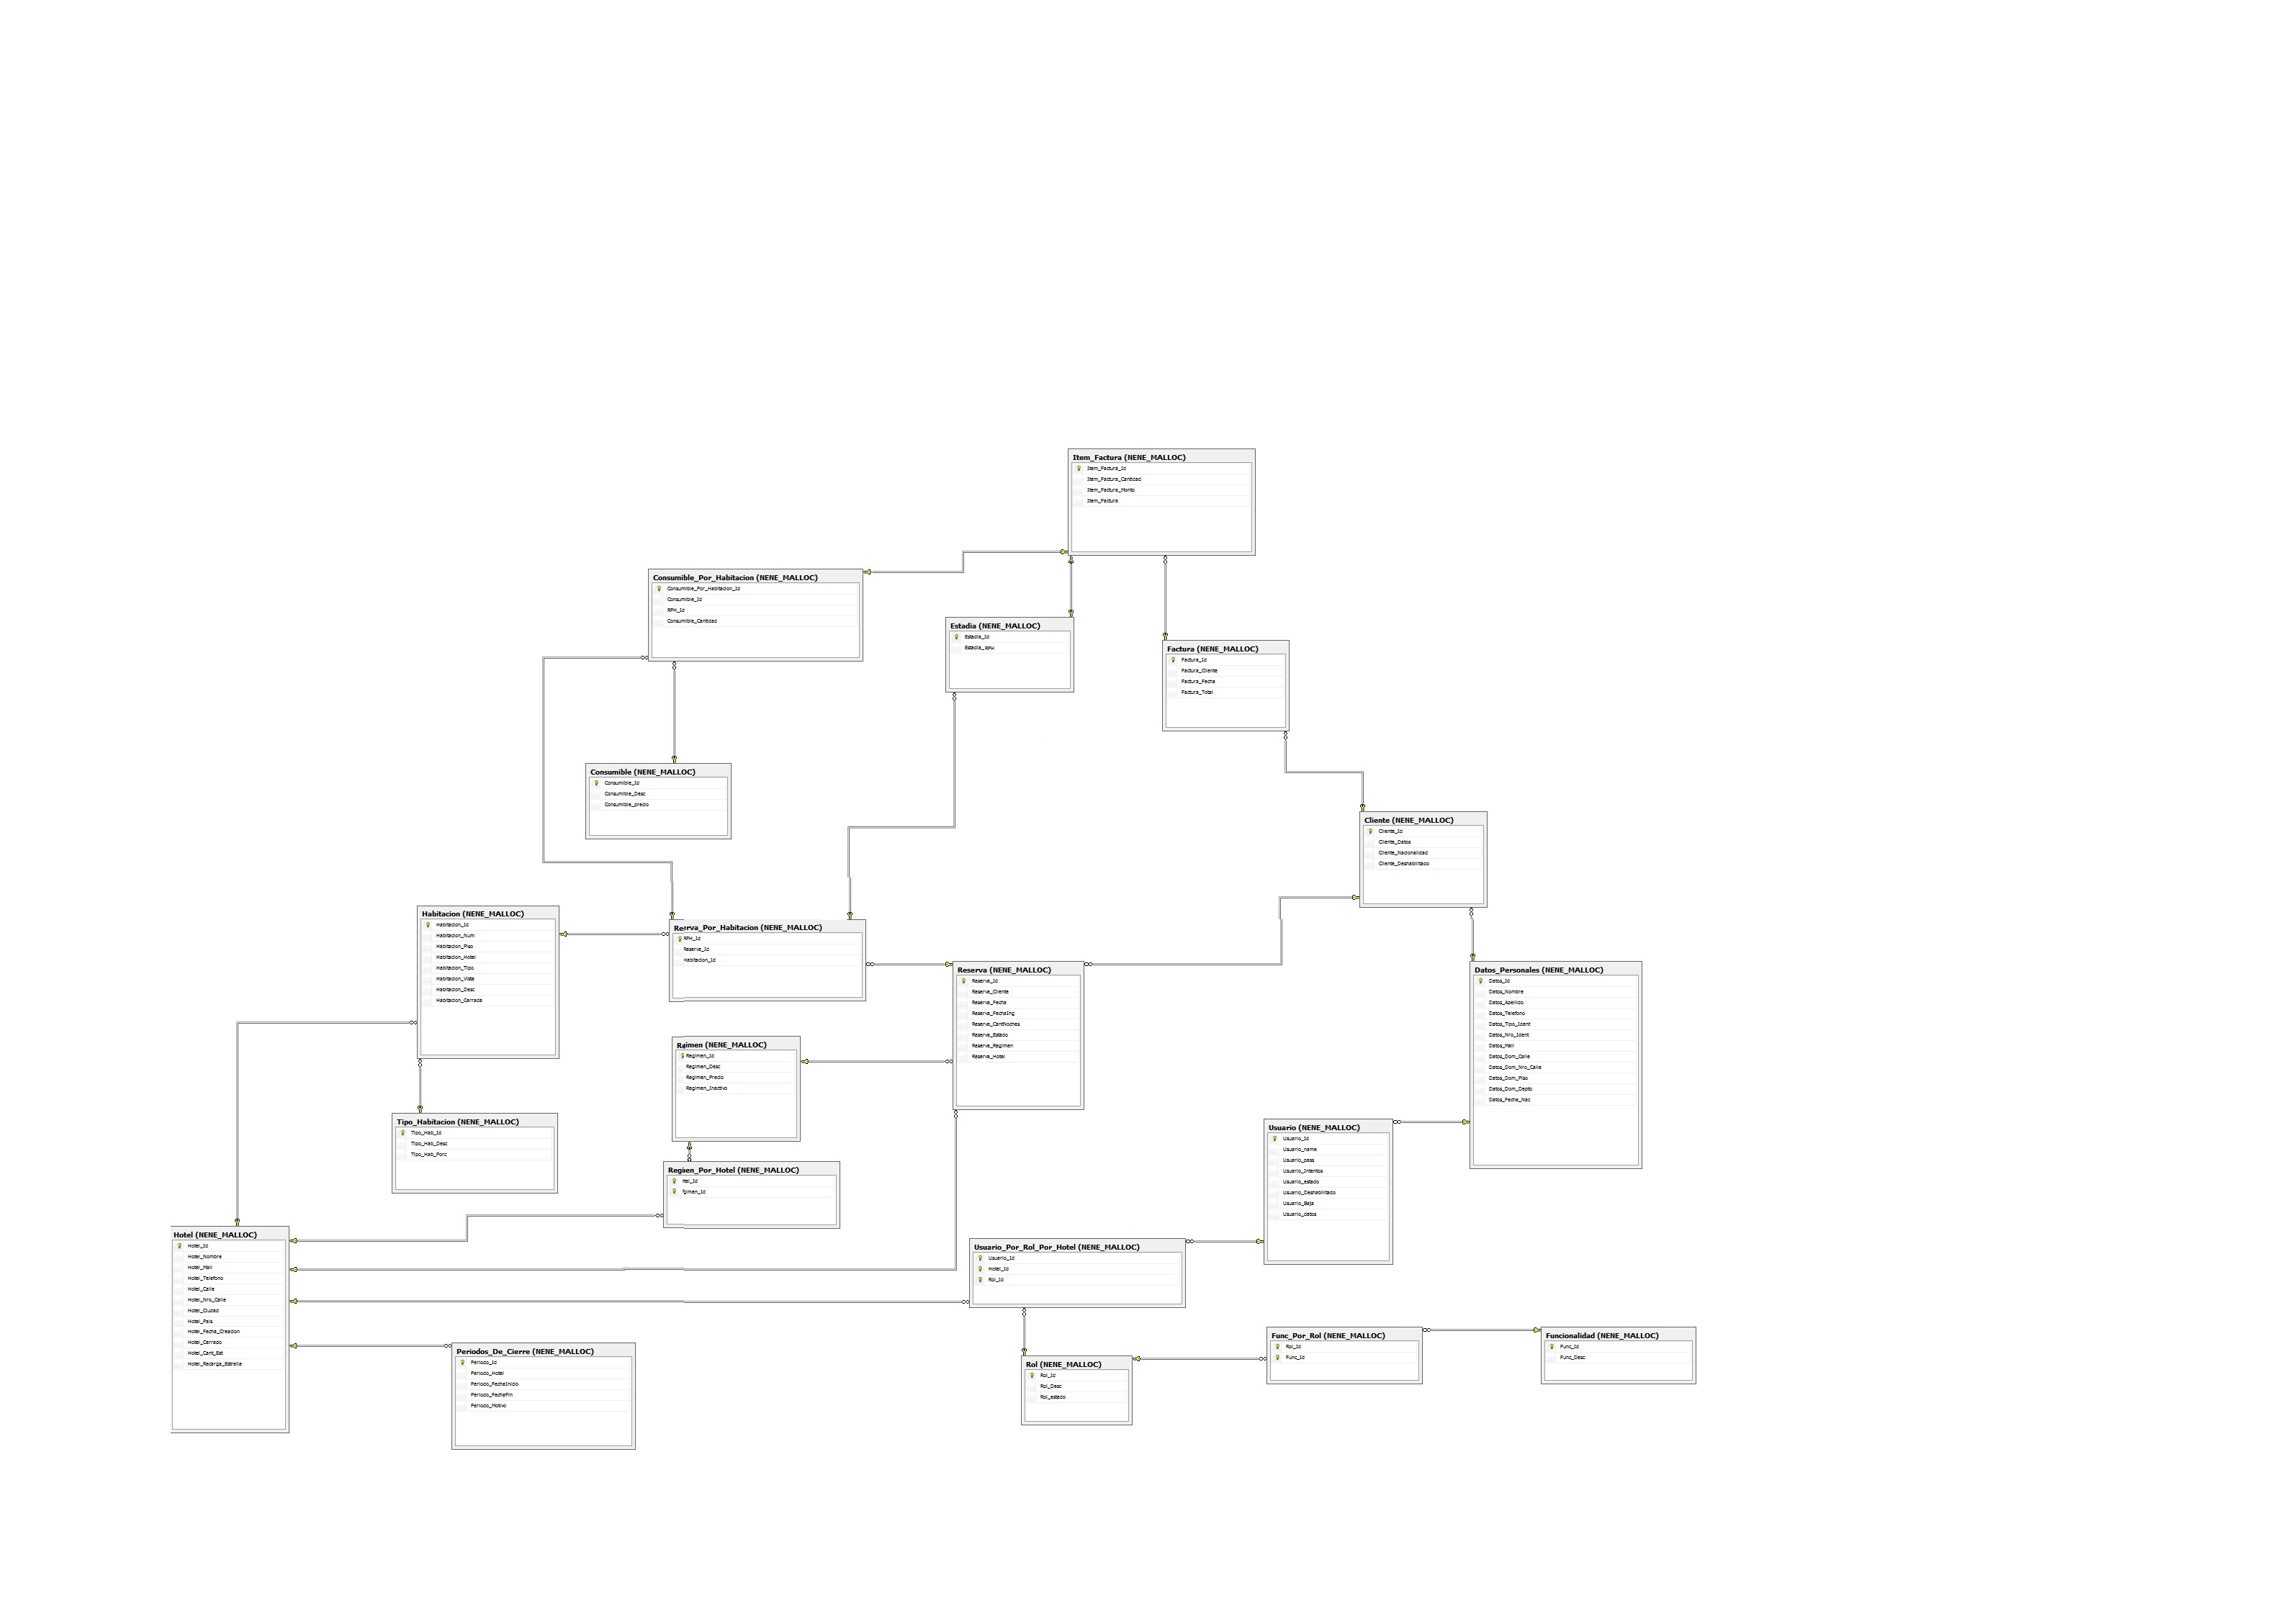 Item_Factura (NENE_MALLOC)
Item_Factura_Id
Item_Factura_Cantidad
Item_Factura_Monto
Item_Factura
Consumible_Por_Habitacion (NENE_MALLOC)
Consumible_Por_Habitacion_Id
Consumible_Id
RPH_Id
Consumible_Cantidad
Estadia (NENE_MALLOC)
Estadia_Id
Estadia_RPH
Factura (NENE_MALLOC)
Factura_Id
Factura_Cliente
Factura_Fecha
Factura_Total
Consumible (NENE_MALLOC)
Consumible_Id
Consumible_Desc
Consumible_precio
Cliente (NENE_MALLOC)
Cliente_Id
Cliente_Datos
Cliente_Nacionalidad
Cliente_Deshabilitado
Habitacion (NENE_MALLOC)
Habitacion_Id
Habitacion_Num
Habitacion_Piso
Habitacion_Hotel
Habitacion_Tipo
Habitacion_Vista
Habitacion_Desc
Habitacion_Cerrada
Rererva_Por_Habitacion (NENE_MALLOC)
RPH_Id
Reserva_Id
Habitacion_Id
Reserva (NENE_MALLOC)
Reserva_Id
Reserva_Cliente
Reserva_Fecha
Reserva_FechaIng
Reserva_CantNoches
Reserva_Estado
Reserva_Regimen
Reserva_Hotel
Datos_Personales (NENE_MALLOC)
Datos_Id
Datos_Nombre
Datos_Apellido
Datos_Telefono
Datos_Tipo_Ident
Datos_Nro_Ident
Datos_Mail
Datos_Dom_Calle
Datos_Dom_Nro_Calle
Datos_Dom_Piso
Datos_Dom_Depto
Datos_Fecha_Nac
Regimen (NENE_MALLOC)
Regimen_Id
Regimen_Desc
Regimen_Precio
Regimen_Inactivo
Tipo_Habitacion (NENE_MALLOC)
Tipo_Hab_Id
Tipo_Hab_Desc
Tipo_Hab_Porc
Regien_Por_Hotel (NENE_MALLOC)
tel_Id
gimen_Id
Usuario (NENE_MALLOC)
Usuario_Id
Usuario_name
Usuario_pass
Usuario_Intentos
Usuario_estado
Usuario_Deshabilitado
Usuario_Baja
Usuario_datos
Hotel (NENE_MALLOC)
Hotel_Id
Hotel_Nombre
Hotel_Mail
Hotel_Telefono
Hotel_Calle
Hotel_Nro_Calle
Hotel_Ciudad
Hotel_Pais
Hotel_Fecha_Creacion
Hotel_Cerrado
Hotel_Cant_Est
Hotel_Recarga_Estrella
Usuario_Por_Rol_Por_Hotel (NENE_MALLOC)
Usuario_Id
Hotel_Id
Rol_Id
Periodos_De_Cierre (NENE_MALLOC)
Periodo_Id
Periodo_Hotel
Periodo_FechaInicio
Periodo_FechaFin
Periodo_Motivo
Rol (NENE_MALLOC)
Rol_Id
Rol_Desc
Rol_estado
Func_Por_Rol (NENE_MALLOC)
Rol_Id
Func_Id
Funcionalidad (NENE_MALLOC)
Func_Id
Func_Desc